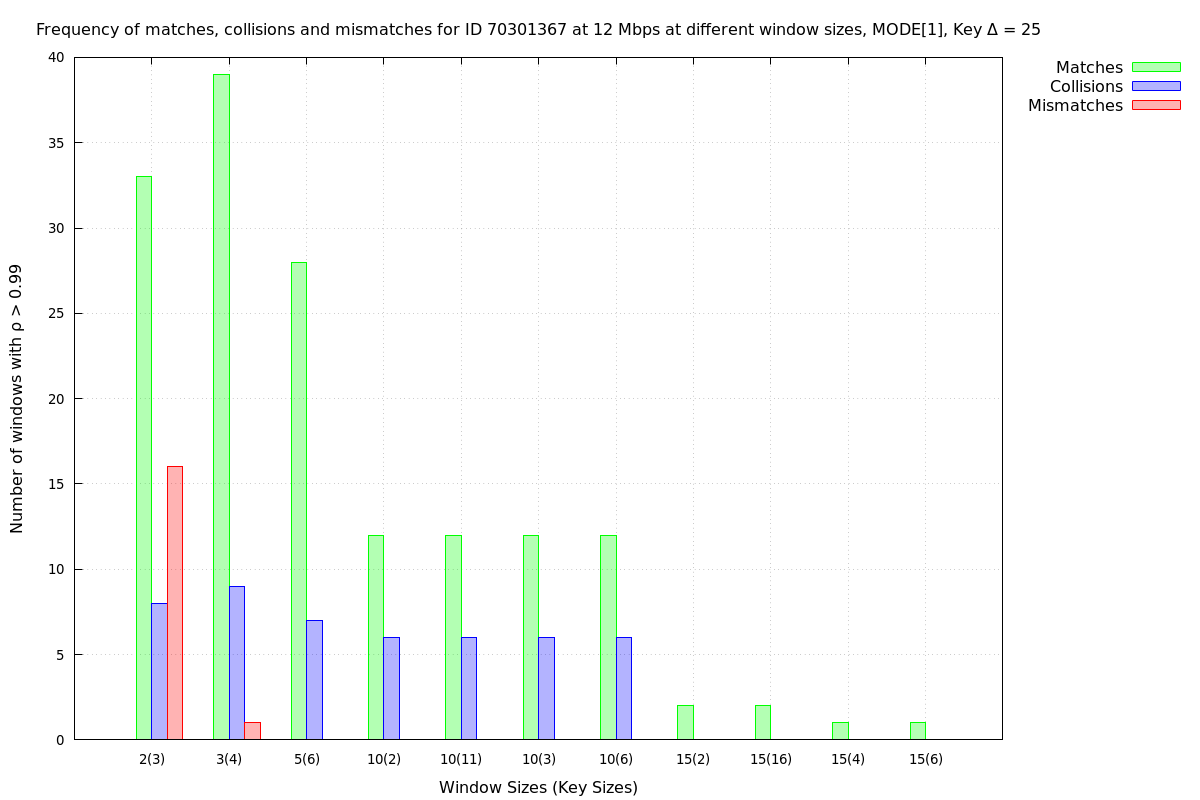 Frequency of matches, collisions and mismatches for ID 70301367 at 12 Mbps at different window sizes, MODE[1], Key Δ = 25
Matches
Collisions
Mismatches
Number of windows with ρ > 0.99
40
35
30
25
20
15
10
5
0
2(3) 3(4) 5(6) 10(2) 10(11) 10(3) 10(6) 15(2) 15(16) 15(4) 15(6)
Window Sizes (Key Sizes)